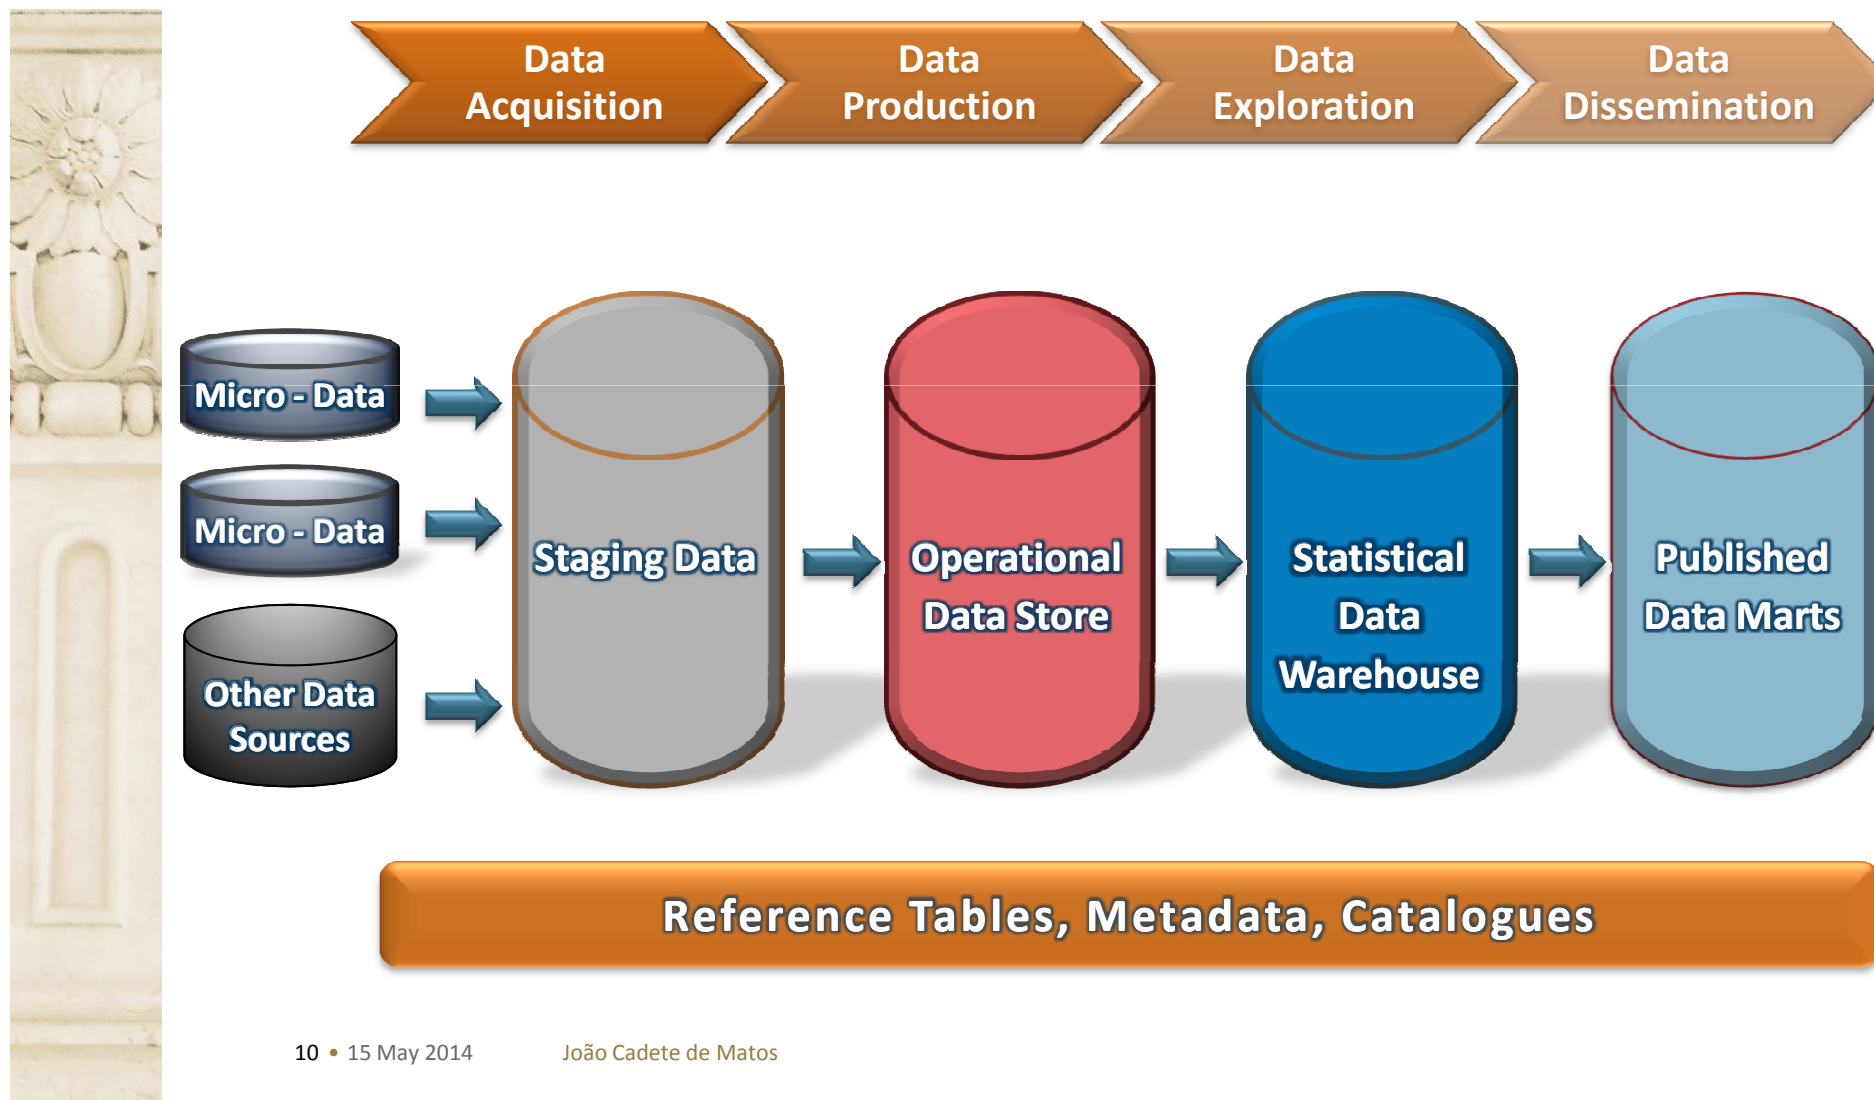 Data
Acquisition
Data
Production
Data
Exploration
Data
Dissemination
Micro - Data
Micro - Data
Other Data
Sources
Staging Data
Operational
Data Store
Statistical
Data
Warehouse
Published
Data Marts
Reference Tables, Metadata, Catalogues
10 • 15 May 2014 João Cadete de Matos